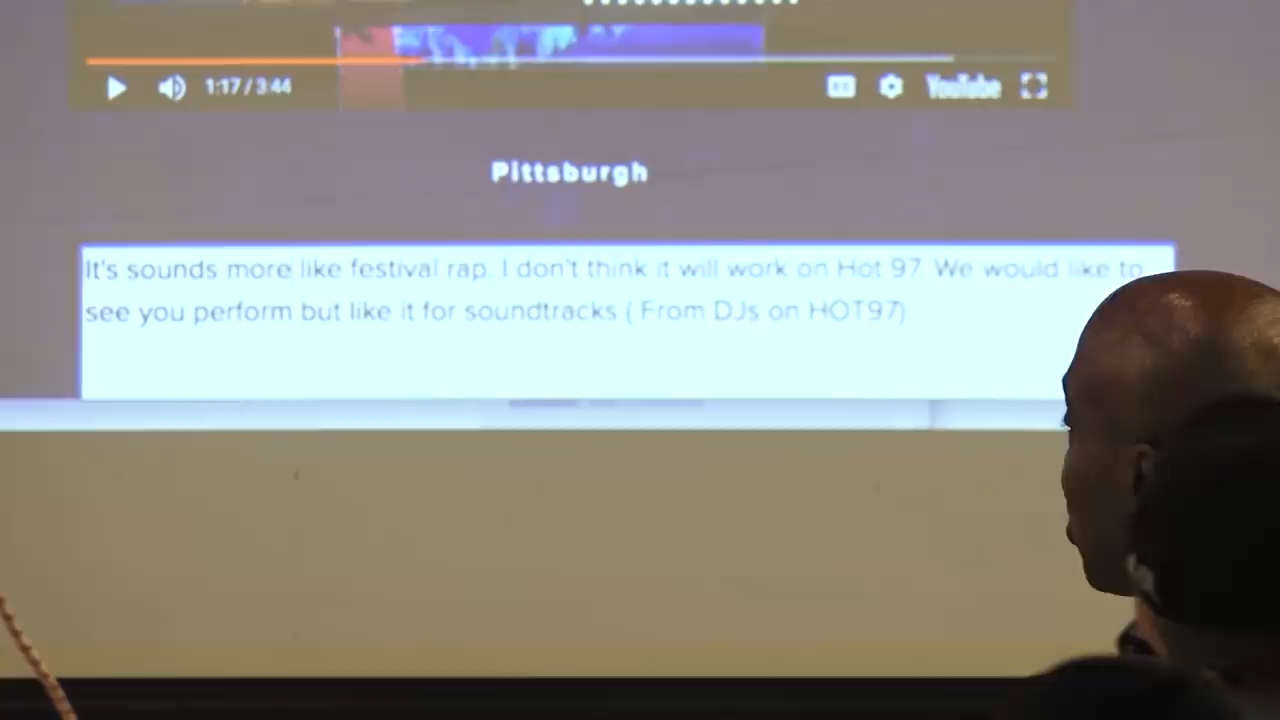 1:17 / 3:44
CC
YouTube
Pittsburgh
It's sounds more like festival rap. I don't think it will work on Hot 97. We would like to
see you perform but like it for soundtracks ( From DJs on HOT97)